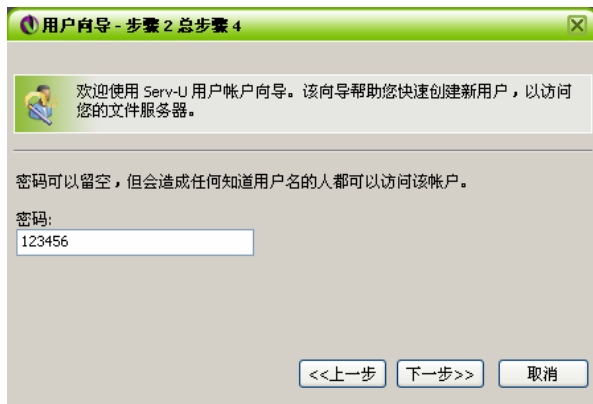 用户向导 - 步骤 2 总步骤 4
欢迎使用 Serv-U 用户帐户向导。该向导帮助您快速创建新用户，以访问
您的文件服务器。
密码可以留空，但会造成任何知道用户名的人都可以访问该帐户。
密码:
123456
<<上一步 下一步>> 取消